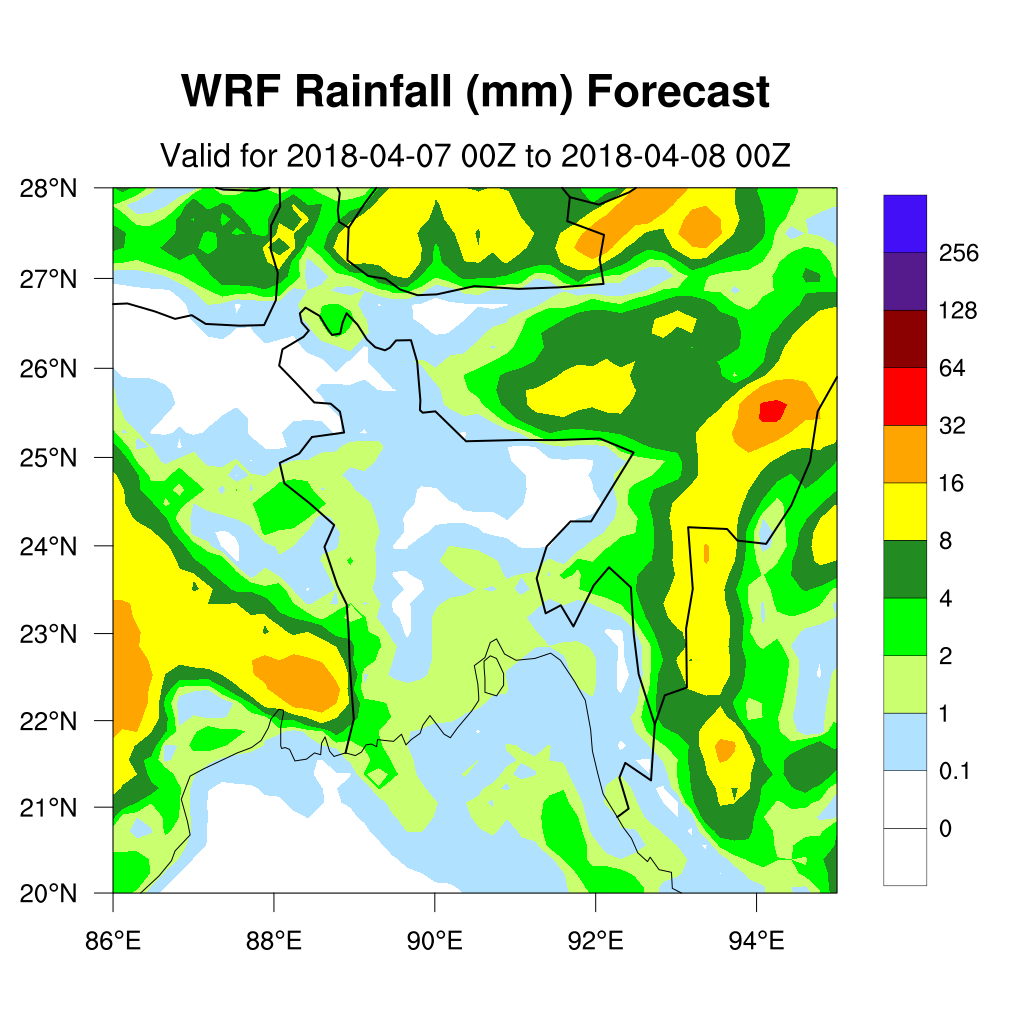 WRF Rainfall (mm) Forecast
Valid for 2018-04-07 00Z to 2018-04-08 00Z
28°N
27°N
26°N
25°N
24°N
23°N
22°N
21°N
20°N
86°E 88°E 90°E 92°E 94°E
256
128
64
32
16
8
4
2
1
0.1
0